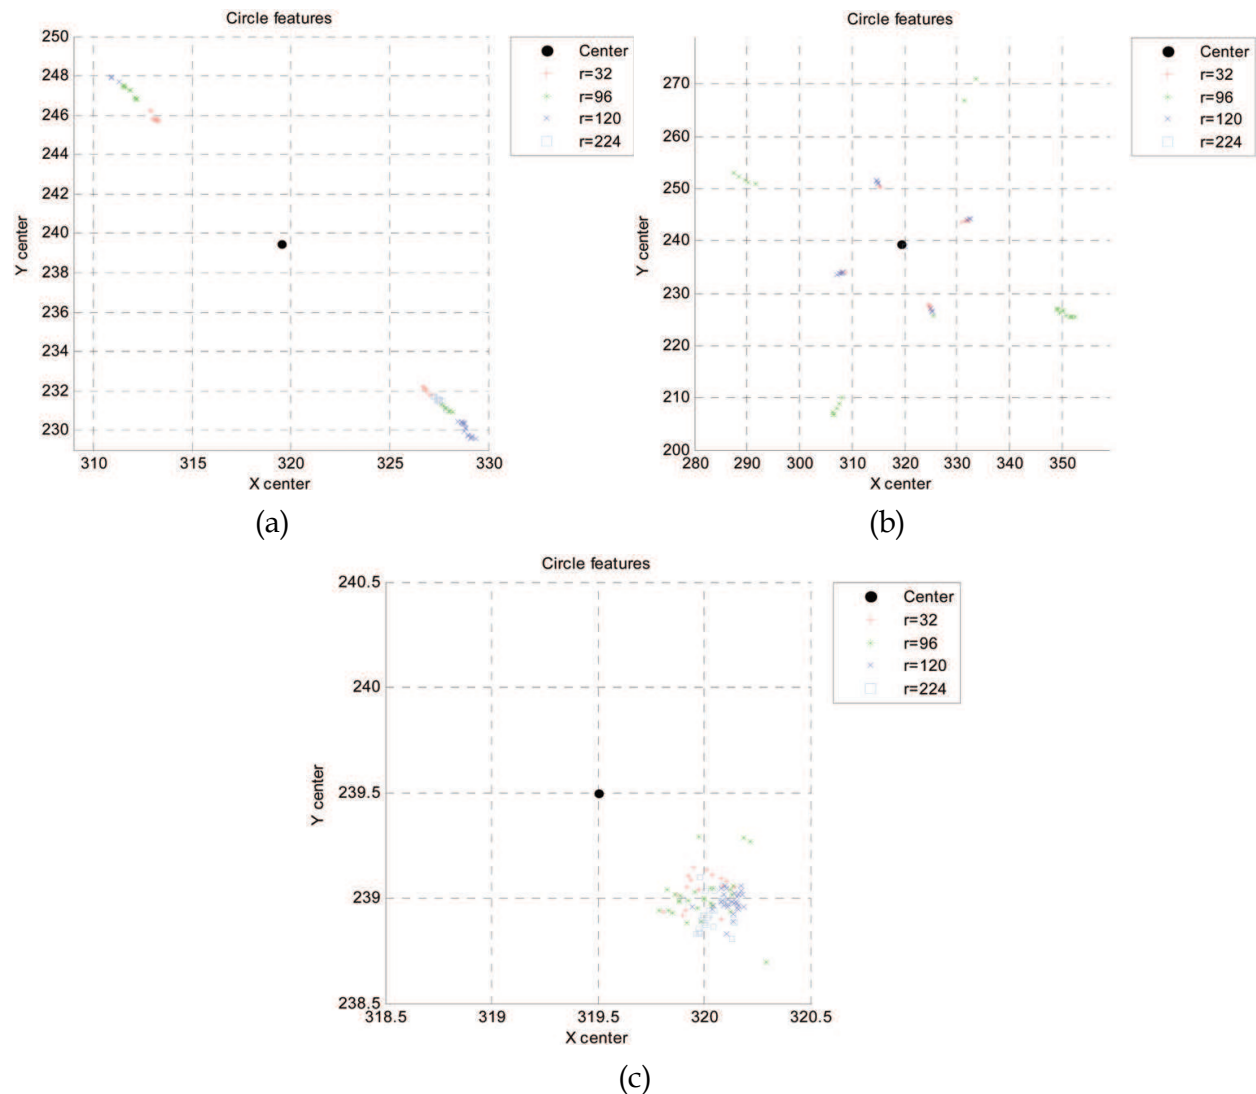 Circle features
250
248
246
244
242
240
238
236
234
232
230
310 315 320 325 330
Y center
X center
Center
r=32
r=96
r=120
r=224
(a)
Circle features
270
260
250
240
230
220
210
200
280 290 300 310 320 330 340 350
Y center
X center
Center
r=32
r=96
r=120
r=224
(b)
Circle features
240.5
240
239.5
239
238.5
318.5 319 319.5 320 320.5
Y center
X center
Center
r=32
r=96
r=120
r=224
(c)